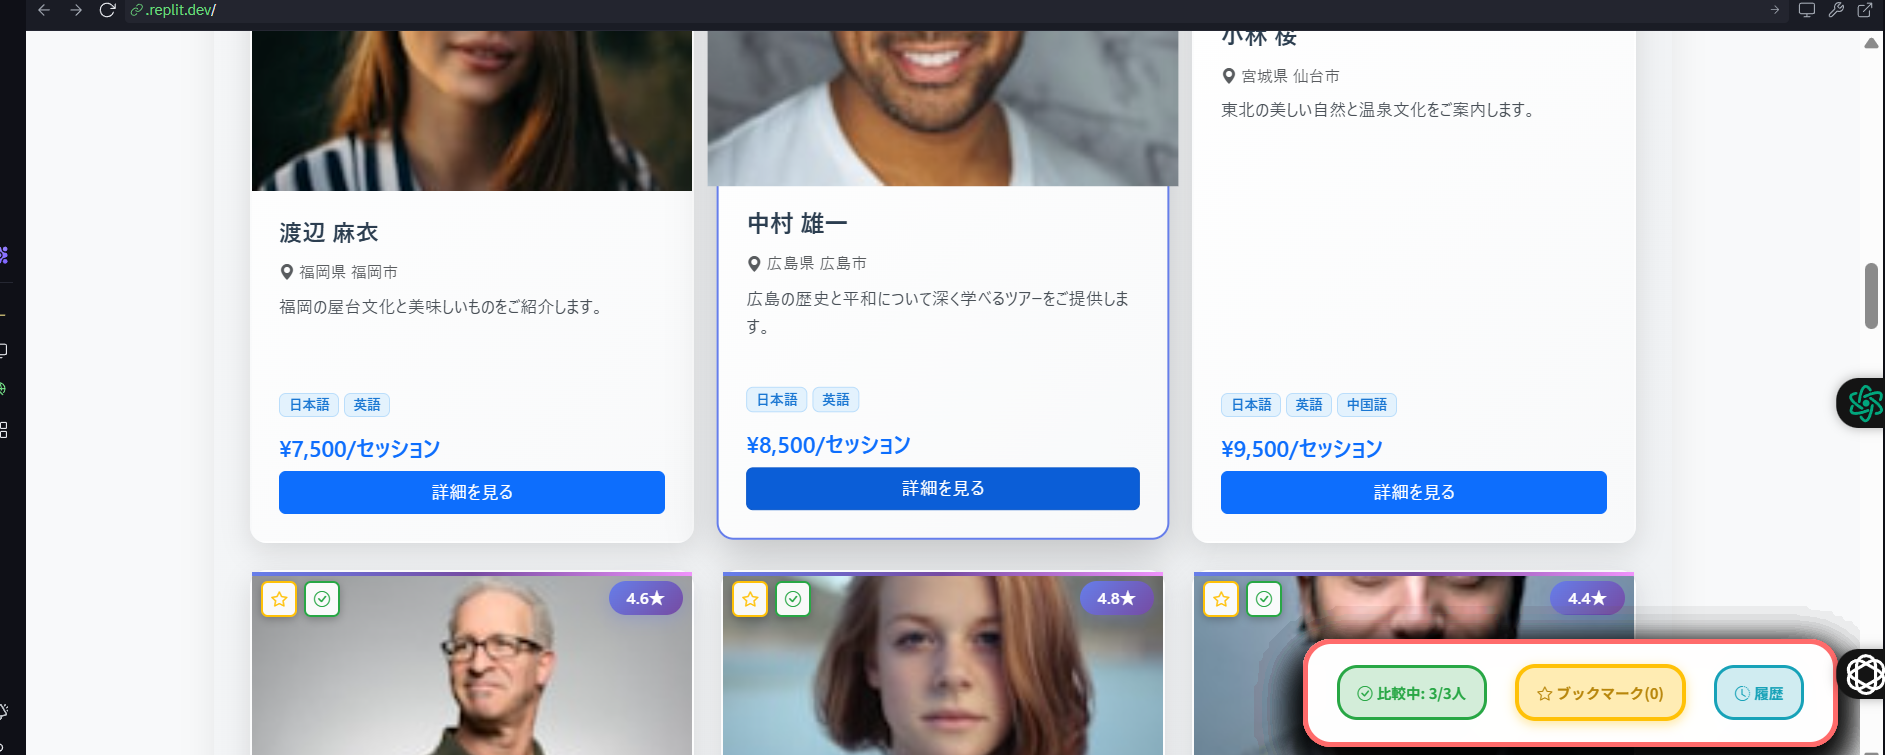 .replit.dev/
小林 桜
宮城県 仙台市
東北の美しい自然と温泉文化をご案内します。
渡辺 麻衣
福岡県 福岡市
福岡の屋台文化と美味しいものをご紹介します。
日本語 英語
¥7,500/セッション
詳細を見る
中村 雄一
広島県 広島市
広島の歴史と平和について深く学べるツアーをご提供しま
す。
日本語 英語
¥8,500/セッション
詳細を見る
日本語 英語 中国語
¥9,500/セッション
詳細を見る
4.6★
4.8★
4.4★
比較中: 3/3人
ブックマーク(0)
履歴